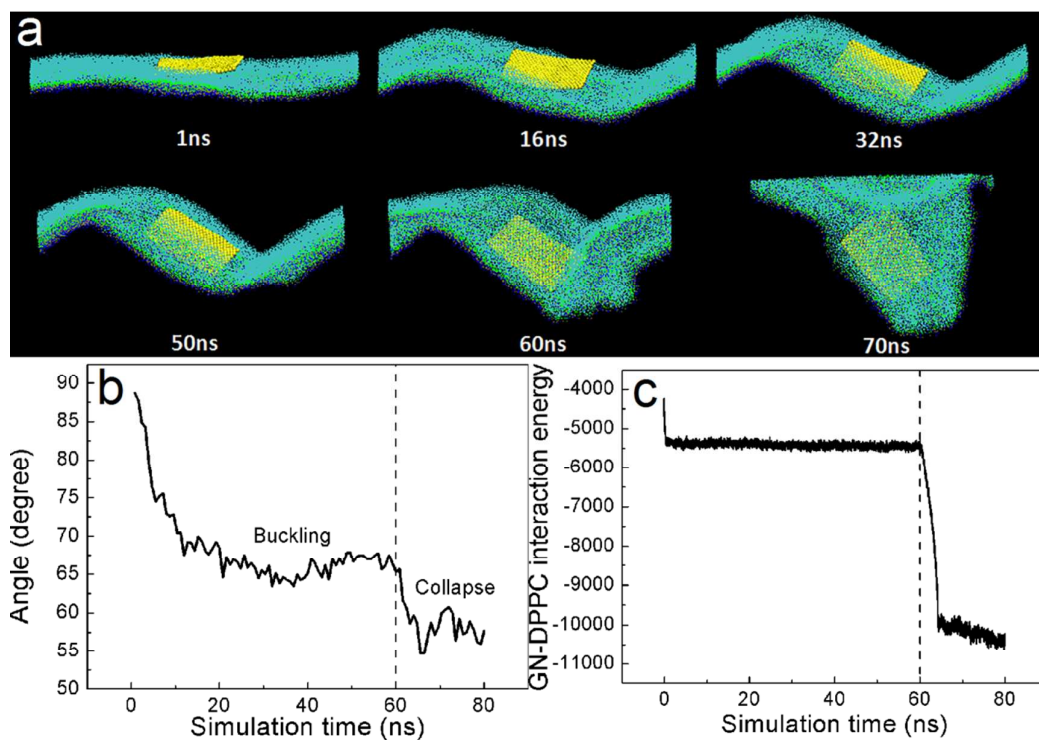 a
1ns 16ns 32ns
50ns 60ns 70ns
b
90
85
80
75
70
65
60
55
50
Angle (degree)
Buckling
Collapse
0 20 40 60 80
Simulation time (ns)
c
-4000
-5000
-6000
-7000
-8000
-9000
-10000
-11000
GN-DPPC interaction energy
0 20 40 60 80
Simulation time (ns)